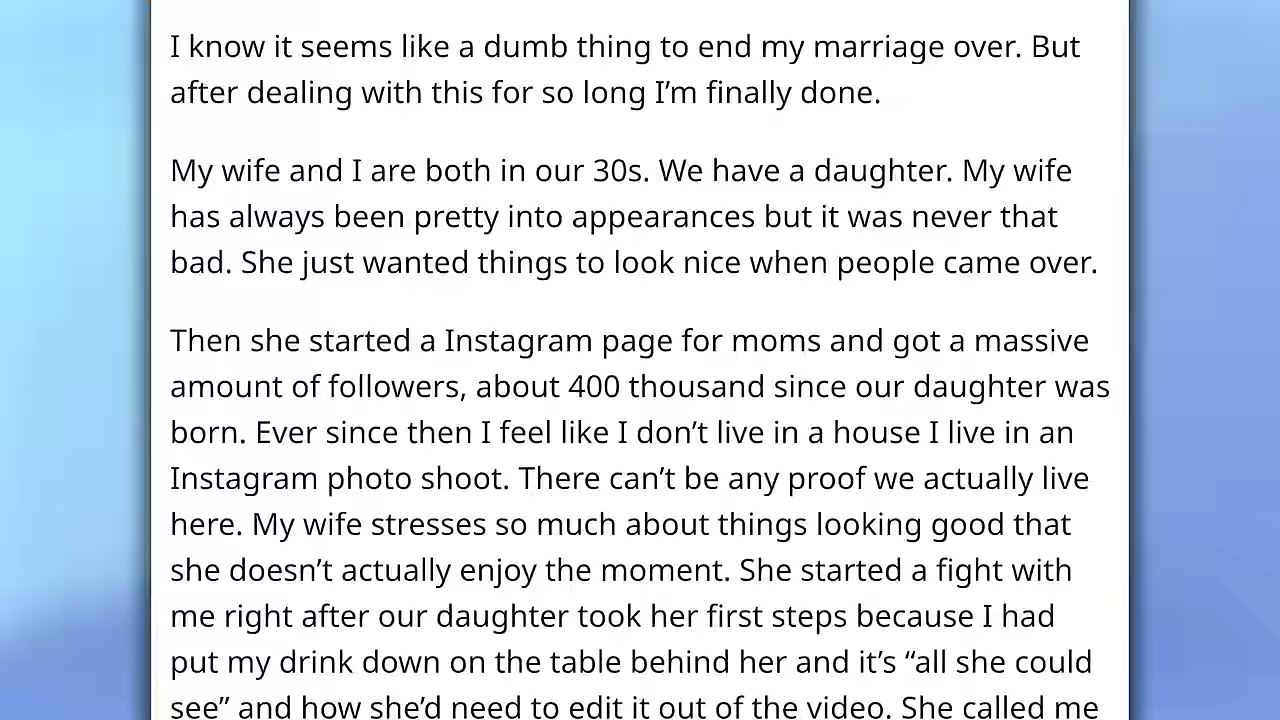 I know it seems like a dumb thing to end my marriage over. But
after dealing with this for so long I’m finally done.
My wife and I are both in our 30s. We have a daughter. My wife
has always been pretty into appearances but it was never that
bad. She just wanted things to look nice when people came over.
Then she started a Instagram page for moms and got a massive
amount of followers, about 400 thousand since our daughter was
born. Ever since then I feel like I don’t live in a house I live in an
Instagram photo shoot. There can’t be any proof we actually live
here. My wife stresses so much about things looking good that
she doesn’t actually enjoy the moment. She started a fight with
me right after our daughter took her first steps because I had
put my drink down on the table behind her and it’s “all she could
see” and how she’d need to edit it out of the video. She called me